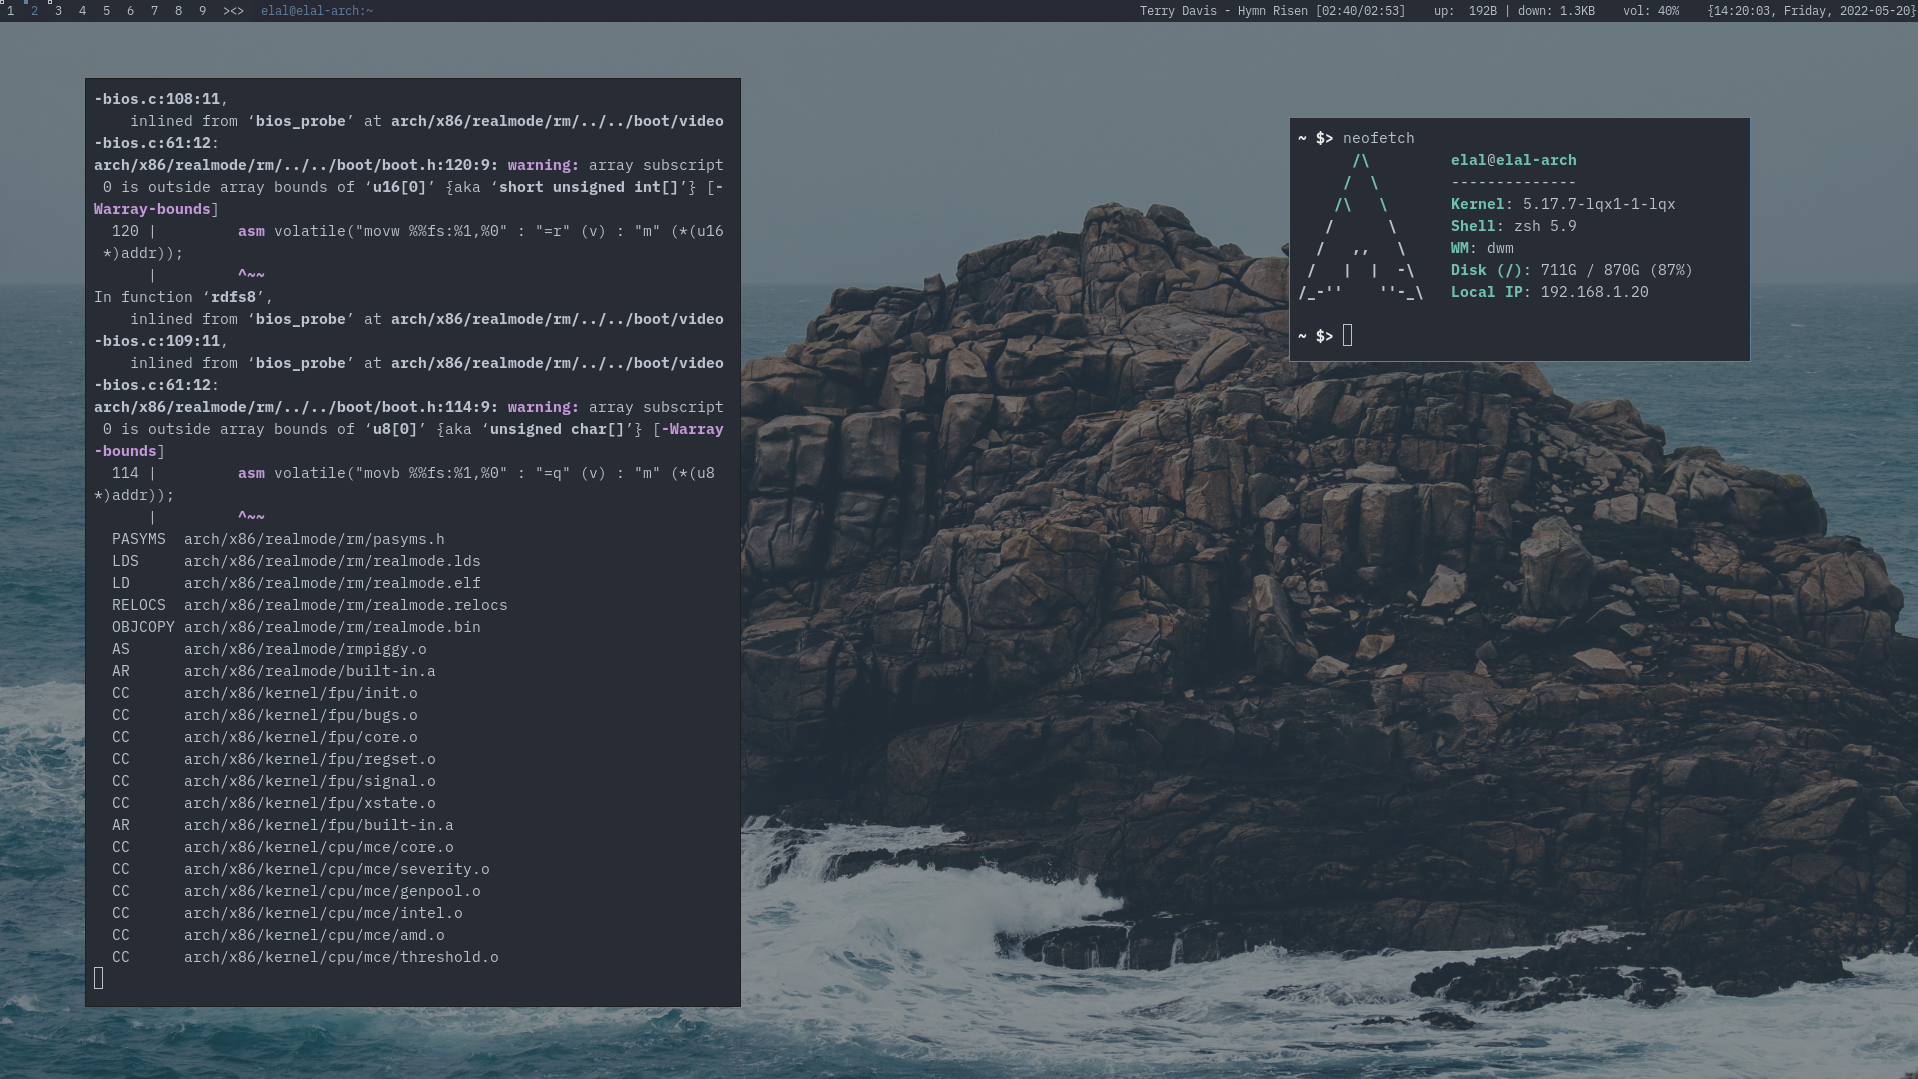 1 2 3 4 5 6 7 8 9 ><> elal@elal-arch:~ Terry Davis - Hymn Risen [02:40/02:53] up: 192B | down: 1.3KB vol: 40% {14:20:03, Friday, 2022-05-20}
-bios.c:108:11,
    inlined from ‘bios_probe’ at arch/x86/realmode/rm/../../boot/video
-bios.c:61:12:
arch/x86/realmode/rm/../../boot/boot.h:120:9: warning: array subscript
 0 is outside array bounds of ‘u16[0]’ {aka ‘short unsigned int[]’} [-
Warray-bounds]
  120 |         asm volatile("movw %%fs:%1,%0" : "=r" (v) : "m" (*(u16
 *)addr));
      |         ^~~
In function ‘rdfs8’,
    inlined from ‘bios_probe’ at arch/x86/realmode/rm/../../boot/video
-bios.c:109:11,
    inlined from ‘bios_probe’ at arch/x86/realmode/rm/../../boot/video
-bios.c:61:12:
arch/x86/realmode/rm/../../boot/boot.h:114:9: warning: array subscript
 0 is outside array bounds of ‘u8[0]’ {aka ‘unsigned char[]’} [-Warray
-bounds]
  114 |         asm volatile("movb %%fs:%1,%0" : "=q" (v) : "m" (*(u8
*)addr));
      |         ^~~
  PASYMS  arch/x86/realmode/rm/pasyms.h
  LDS     arch/x86/realmode/rm/realmode.lds
  LD      arch/x86/realmode/rm/realmode.elf
  RELOCS  arch/x86/realmode/rm/realmode.relocs
  OBJCOPY arch/x86/realmode/rm/realmode.bin
  AS      arch/x86/realmode/rmpiggy.o
  AR      arch/x86/realmode/built-in.a
  CC      arch/x86/kernel/fpu/init.o
  CC      arch/x86/kernel/fpu/bugs.o
  CC      arch/x86/kernel/fpu/core.o
  CC      arch/x86/kernel/fpu/regset.o
  CC      arch/x86/kernel/fpu/signal.o
  CC      arch/x86/kernel/fpu/xstate.o
  AR      arch/x86/kernel/fpu/built-in.a
  CC      arch/x86/kernel/cpu/mce/core.o
  CC      arch/x86/kernel/cpu/mce/severity.o
  CC      arch/x86/kernel/cpu/mce/genpool.o
  CC      arch/x86/kernel/cpu/mce/intel.o
  CC      arch/x86/kernel/cpu/mce/amd.o
  CC      arch/x86/kernel/cpu/mce/threshold.o
~ $> neofetch
      /\         elal@elal-arch
     /  \        --------------
    /\   \       Kernel: 5.17.7-lqx1-1-lqx
   /      \      Shell: zsh 5.9
  /   ,,   \     WM: dwm
 /   |  |  -\    Disk (/): 711G / 870G (87%)
/_-''    ''-_\   Local IP: 192.168.1.20
~ $>